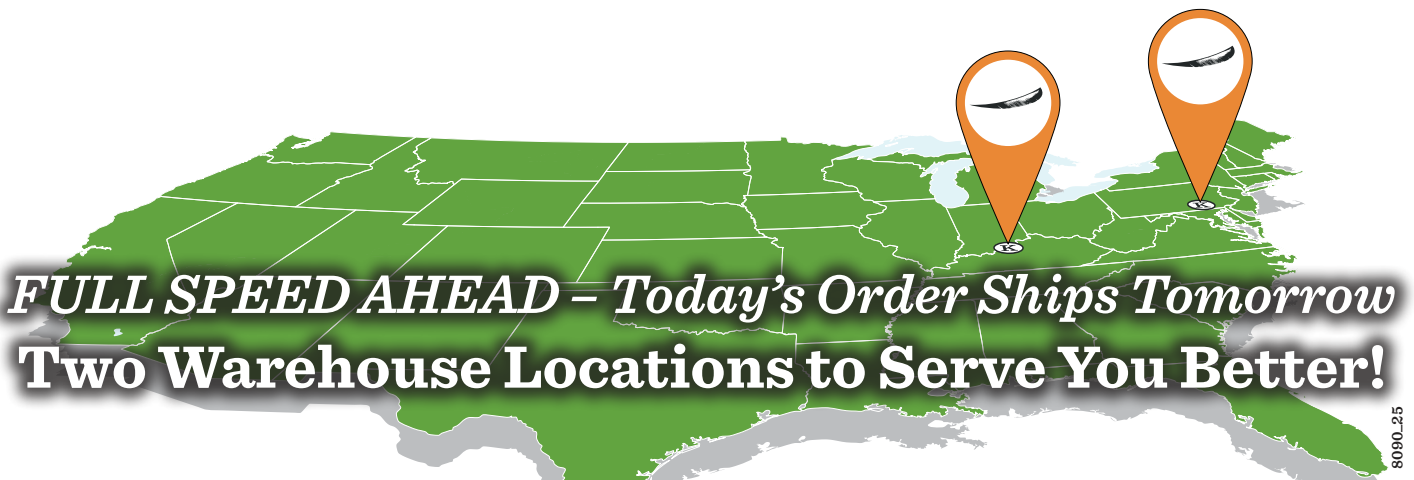 K
K
FULL SPEED AHEAD – Today’s Order Ships Tomorrow
Two Warehouse Locations to Serve You Better!
8090_25